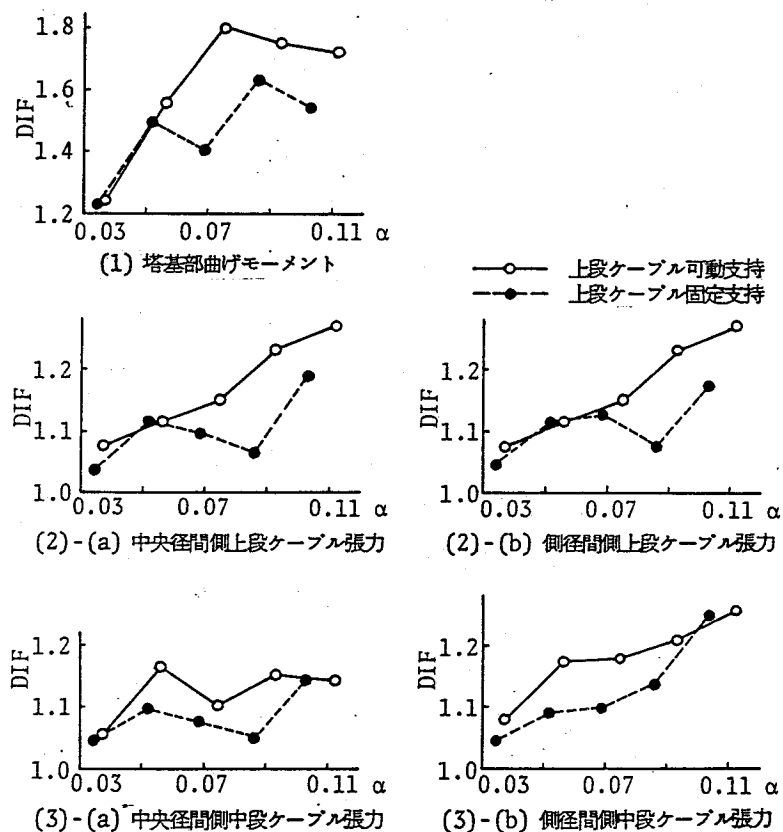 1.8
1.6
DIF
1.4
1.2
0.03 0.07 0.11 α
(1) 塔基部曲げモーメント
上段ケーブル可動支持
上段ケーブル固定支持
1.2
DIF
1.1
1.0
0.03 0.07 0.11 α
(2)-(a) 中央径間側上段ケーブル張力
1.2
DIF
1.1
1.0
0.03 0.07 0.11 α
(2)-(b) 側径間側上段ケーブル張力
1.2
DIF
1.1
1.0
0.03 0.07 0.11 α
(3)-(a) 中央径間側中段ケーブル張力
1.2
DIF
1.1
1.0
0.03 0.07 0.11 α
(3)-(b) 側径間側中段ケーブル張力